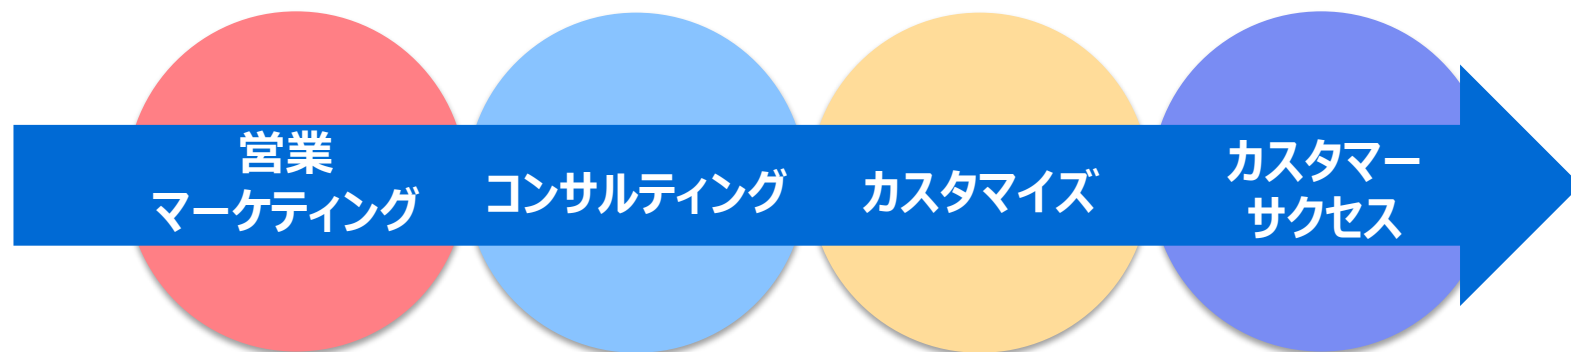 営業
マーケティング
コンサルティング
カスタマイズ
カスタマー
サクセス